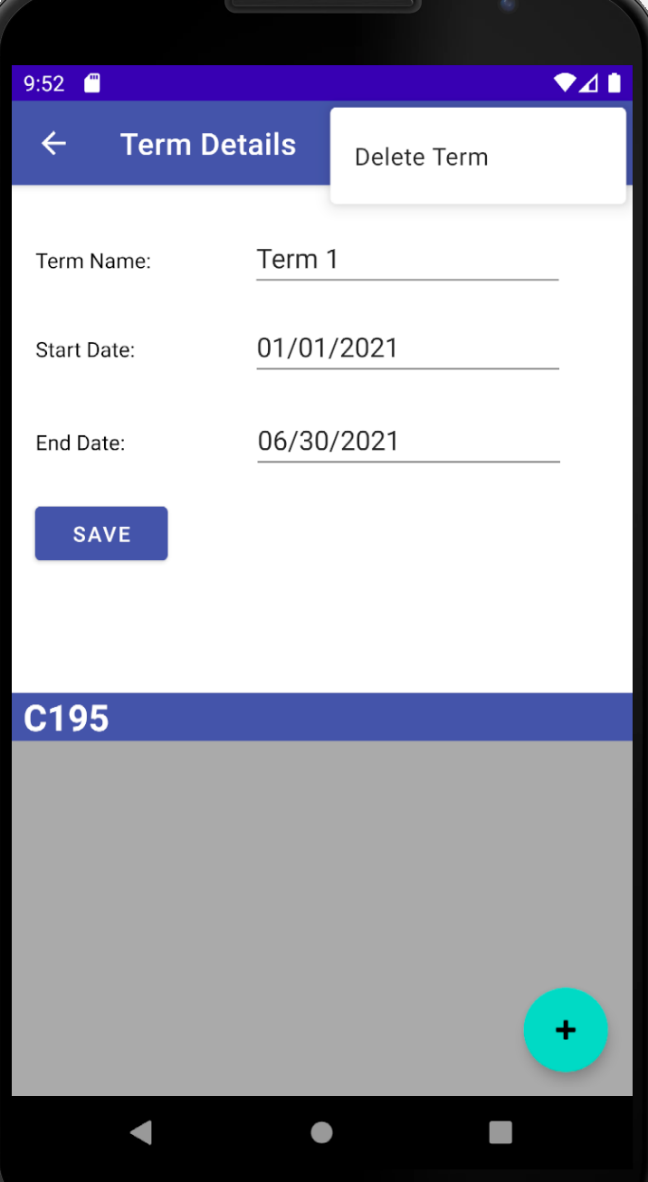 9:52
Term Details
Delete Term
Term Name: Term 1
Start Date: 01/01/2021
End Date: 06/30/2021
SAVE
C195
+